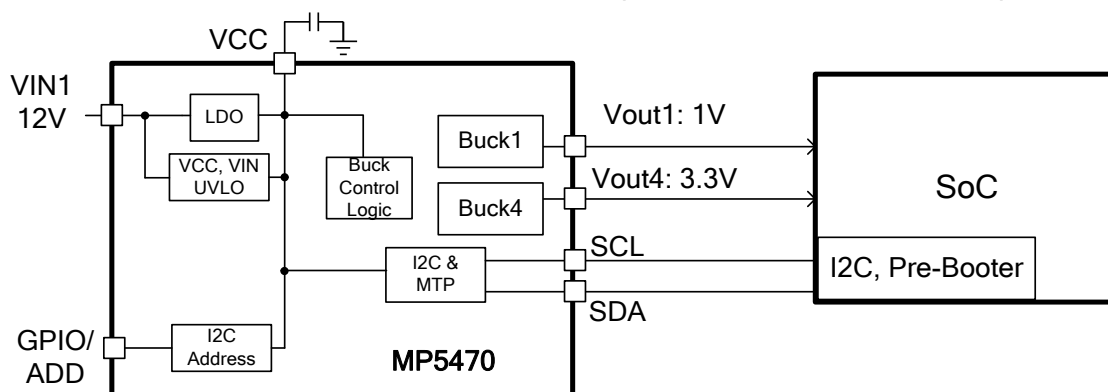 VCC
VIN1
12V
LDO
VCC, VIN
UVLO
Buck
Control
Logic
Buck1
Buck4
Vout1: 1V
Vout4: 3.3V
SoC
I2C &
MTP
SCL
SDA
I2C, Pre-Booter
GPIO/
ADD
I2C
Address
MP5470